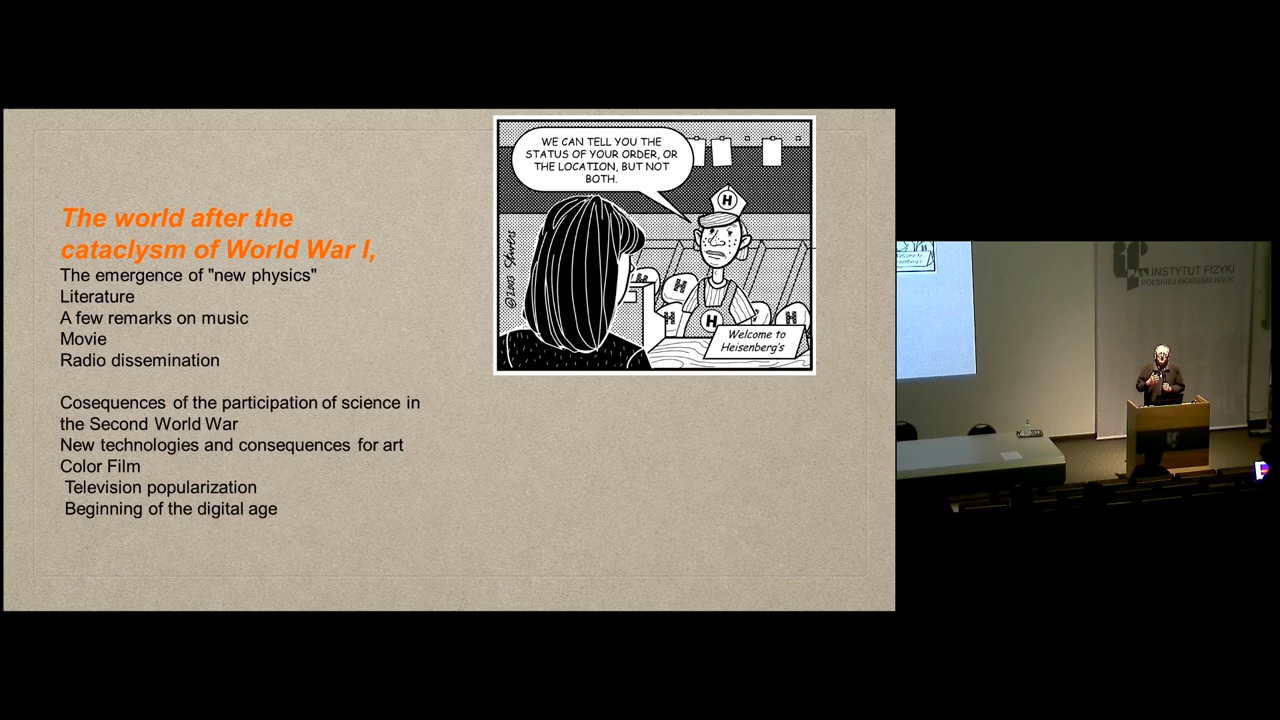 The world after the
cataclysm of World War I,
The emergence of "new physics"
Literature
A few remarks on music
Movie
Radio dissemination
Cosequences of the participation of science in
the Second World War
New technologies and consequences for art
Color Film
Television popularization
Beginning of the digital age
WE CAN TELL YOU THE
STATUS OF YOUR ORDER, OR
THE LOCATION, BUT NOT
BOTH.
H
H
H
H
H
Welcome to
Heisenberg's
INSTYTUT FIZYKI
POLSKIEJ AKADEMII NAUK